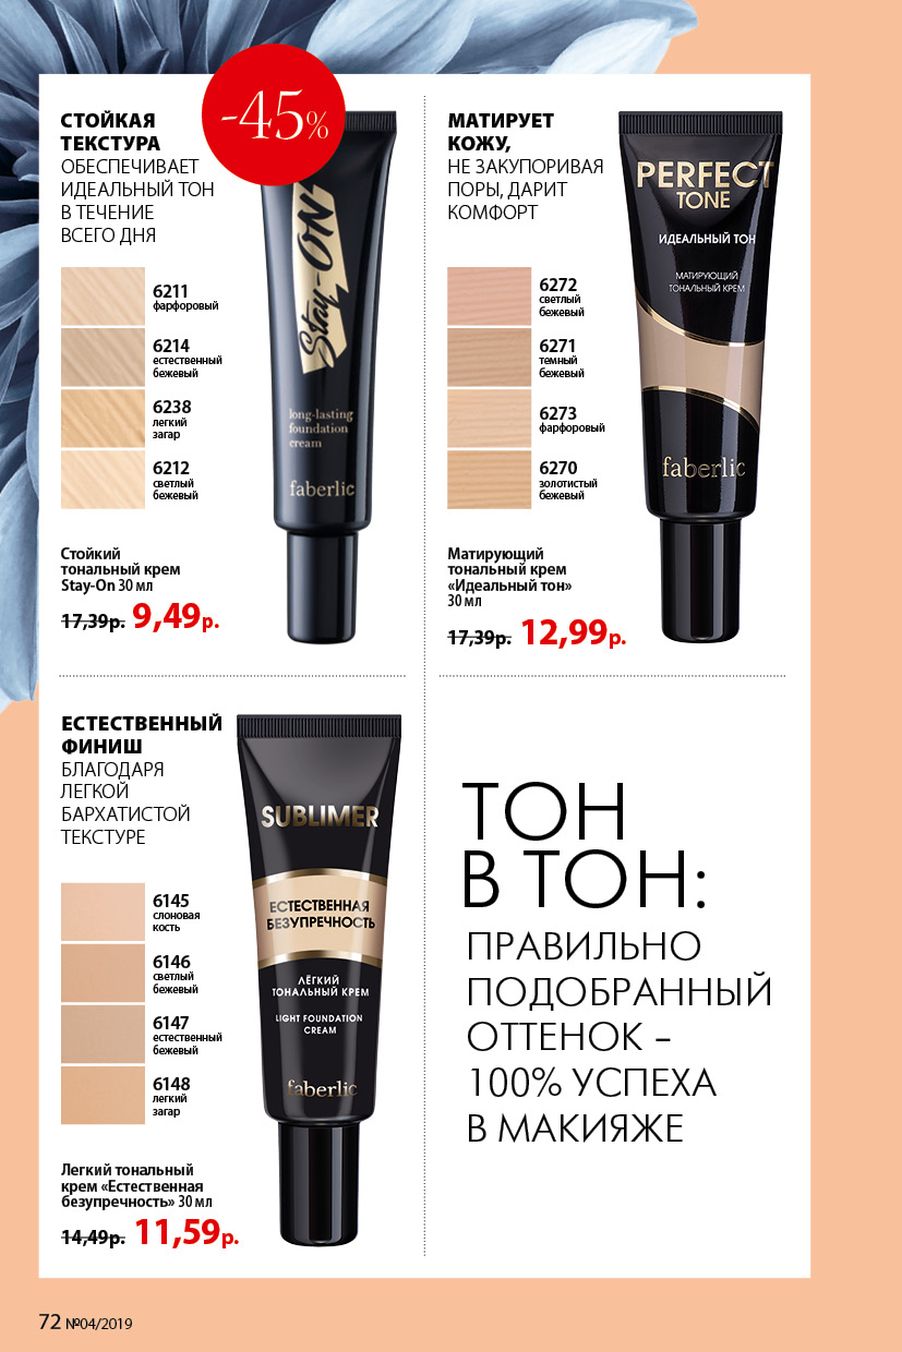 СТОЙКАЯ
ТЕКСТУРА
ОБЕСПЕЧИВАЕТ
ИДЕАЛЬНЫЙ ТОН
В ТЕЧЕНИЕ
ВСЕГО ДНЯ
-45%
6211
фарфоровый
6214
естественный
бежевый
6238
легкий
загар
6212
светлый
бежевый
Stay-ON
long-lasting
foundation
cream
faberlic
Стойкий
тональный крем
Stay-On 30 мл
17,39р. 9,49р.
МАТИРУЕТ
КОЖУ,
НЕ ЗАКУПОРИВАЯ
ПОРЫ, ДАРИТ
КОМФОРТ
6272
светлый
бежевый
6271
темный
бежевый
6273
фарфоровый
6270
золотистый
бежевый
PERFECT
TONE
ИДЕАЛЬНЫЙ ТОН
МАТИРУЮЩИЙ
ТОНАЛЬНЫЙ КРЕМ
faberlic
Матирующий
тональный крем
«Идеальный тон»
30 мл
17,39р. 12,99р.
ЕСТЕСТВЕННЫЙ
ФИНИШ
БЛАГОДАРЯ
ЛЕГКОЙ
БАРХАТИСТОЙ
ТЕКСТУРЕ
6145
слоновая
кость
6146
светлый
бежевый
6147
естественный
бежевый
6148
легкий
загар
SUBLIMER
ЕСТЕСТВЕННАЯ
БЕЗУПРЕЧНОСТЬ
ЛЁГКИЙ
ТОНАЛЬНЫЙ КРЕМ
LIGHT FOUNDATION
CREAM
faberlic
Легкий тональный
крем «Естественная
безупречность» 30 мл
14,49р. 11,59р.
ТОН
В ТОН:
ПРАВИЛЬНО
ПОДОБРАННЫЙ
ОТТЕНОК –
100% УСПЕХА
В МАКИЯЖЕ
72 №04/2019